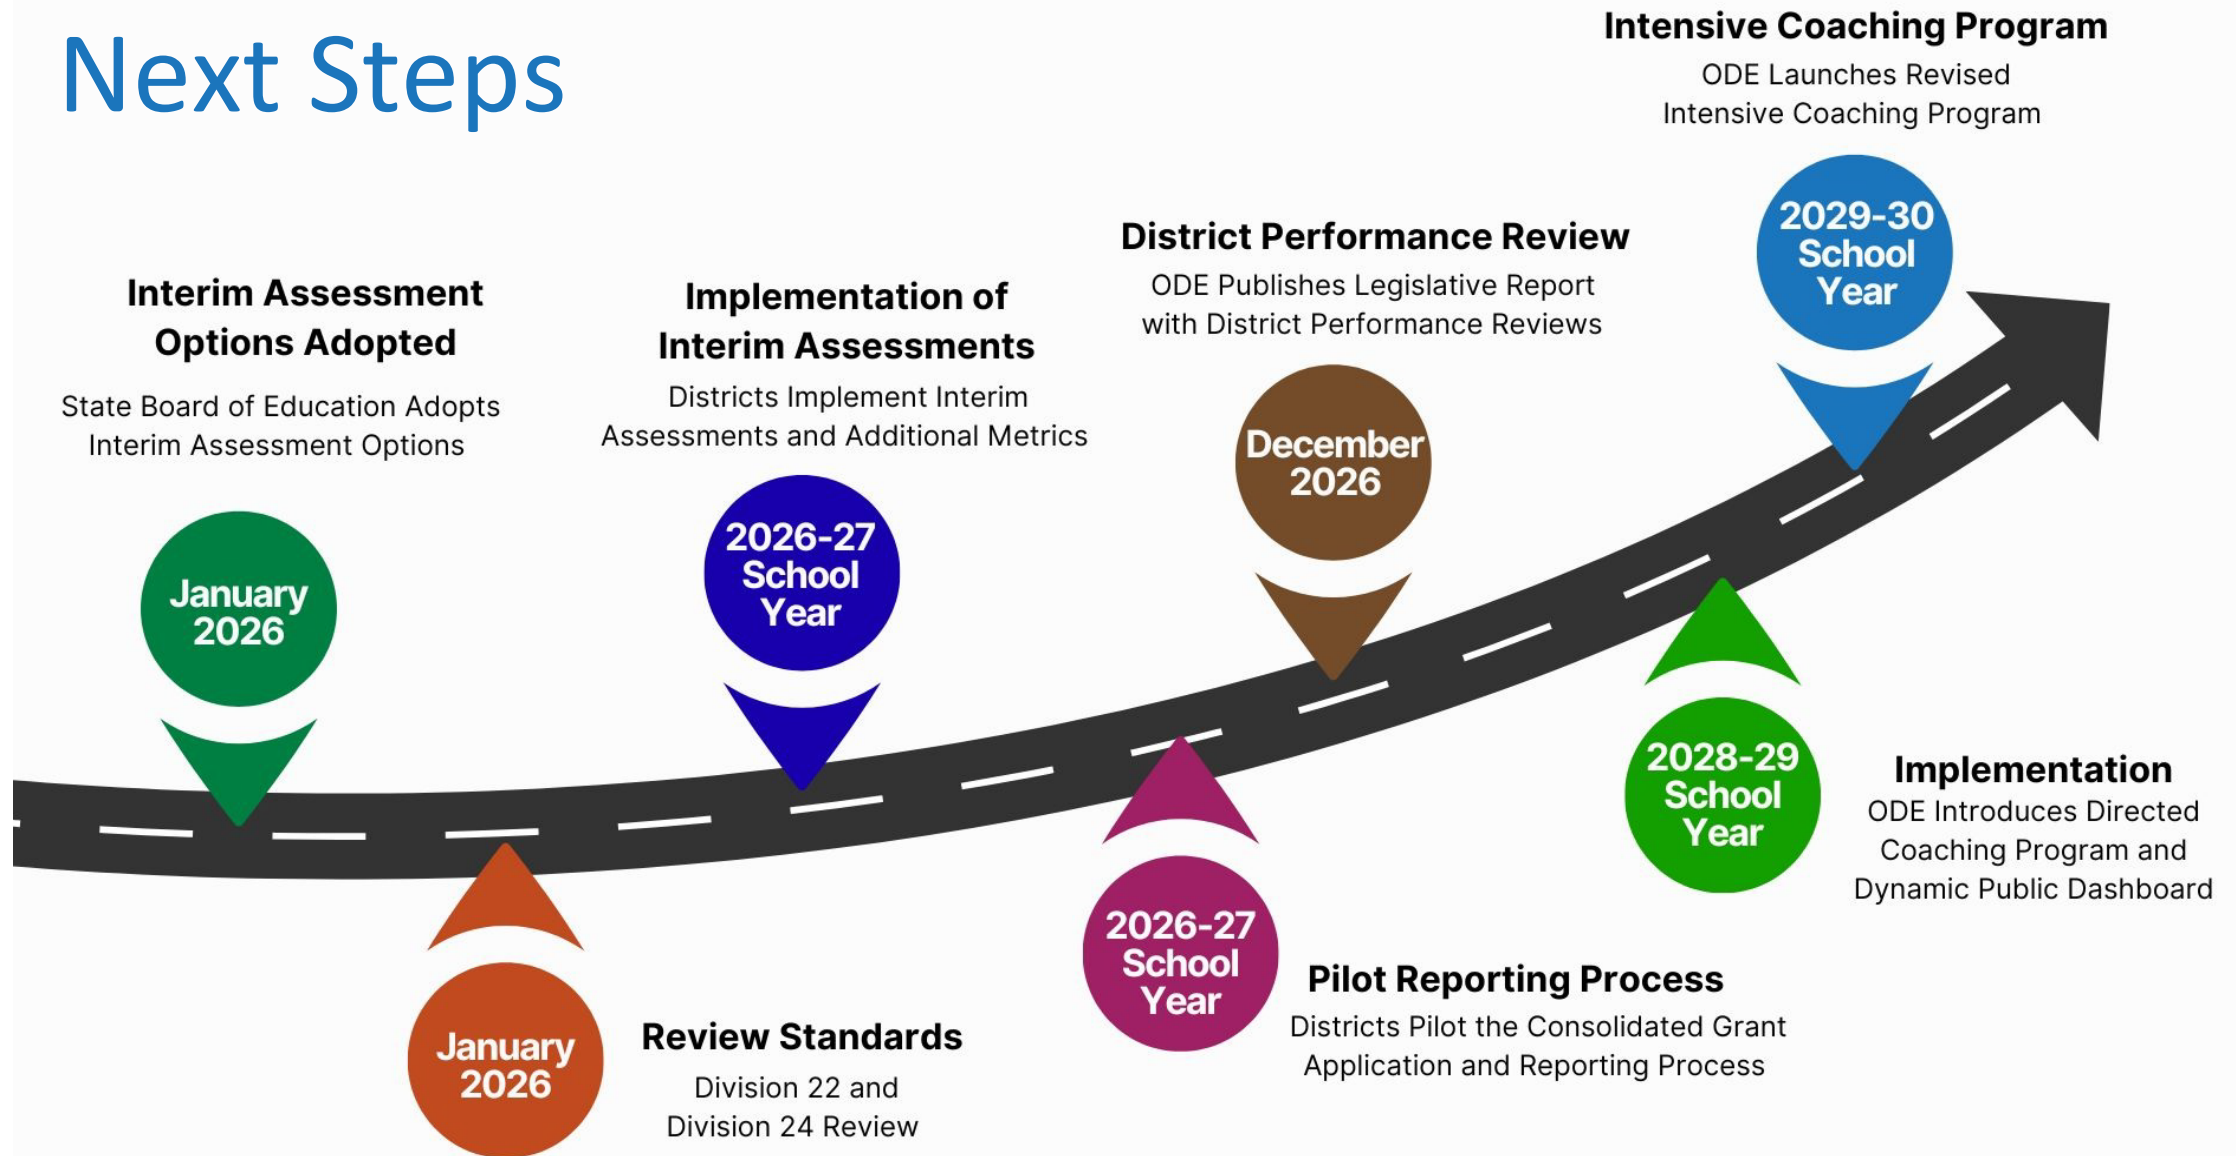 Next Steps
Interim Assessment
Options Adopted
State Board of Education Adopts
Interim Assessment Options
January
2026
January
2026
Review Standards
Division 22 and
Division 24 Review
Implementation of
Interim Assessments
Districts Implement Interim
Assessments and Additional Metrics
2026-27
School
Year
2026-27
School
Year
Pilot Reporting Process
Districts Pilot the Consolidated Grant
Application and Reporting Process
District Performance Review
ODE Publishes Legislative Report
with District Performance Reviews
December
2026
2028-29
School
Year
Implementation
ODE Introduces Directed
Coaching Program and
Dynamic Public Dashboard
Intensive Coaching Program
ODE Launches Revised
Intensive Coaching Program
2029-30
School
Year